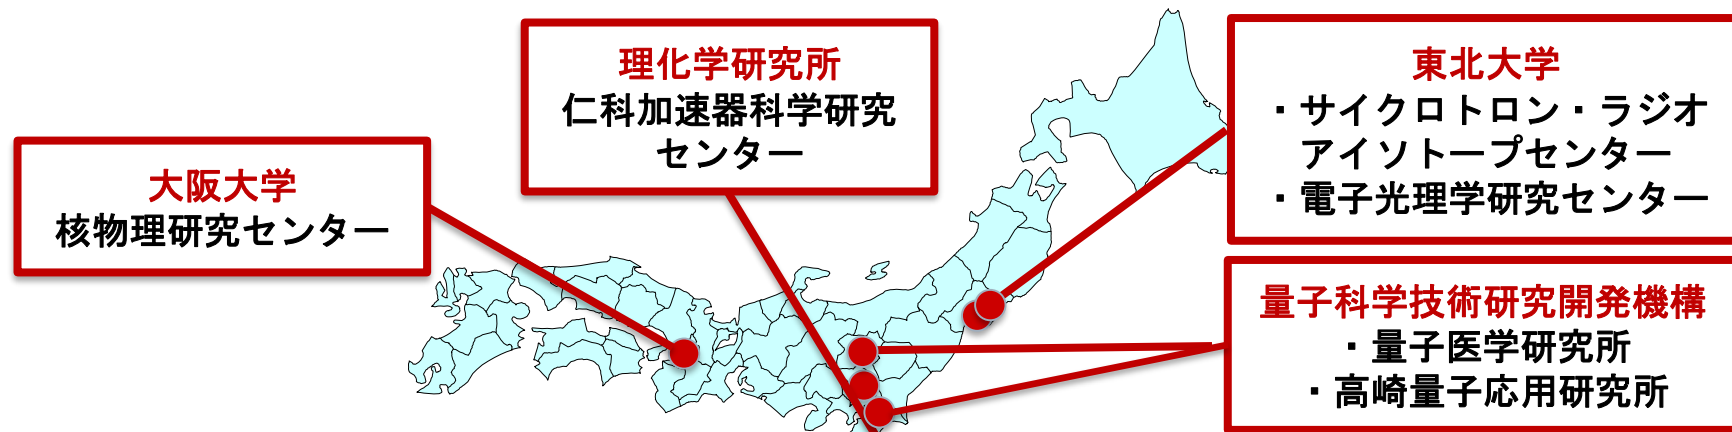 大阪大学
核物理研究センター
理化学研究所
仁科加速器科学研究
センター
東北大学
・サイクロトロン・ラジオ
アイソトープセンター
・電子光理学研究センター
量子科学技術研究開発機構
・量子医学研究所
・高崎量子応用研究所